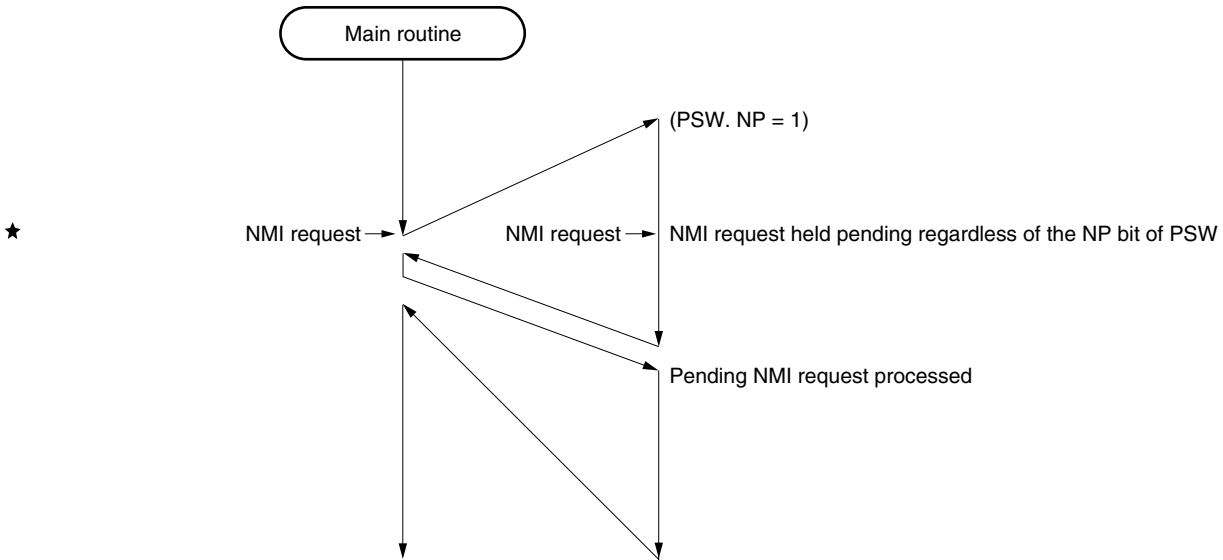 Main routine
(PSW. NP = 1)
★
NMI request
NMI request
NMI request held pending regardless of the NP bit of PSW
Pending NMI request processed